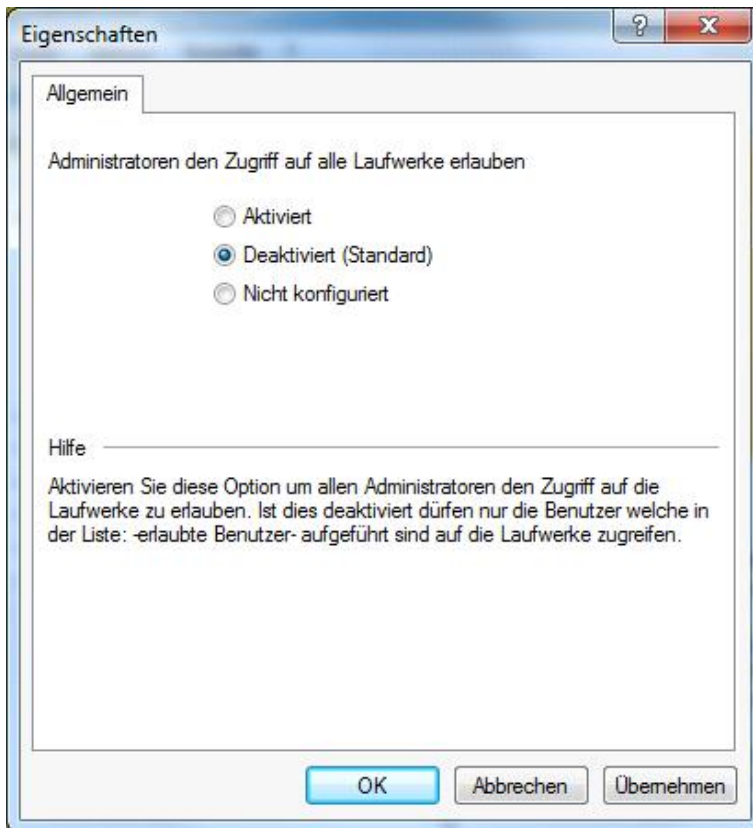 Eigenschaften
?
X
Allgemein
Administratoren den Zugriff auf alle Laufwerke erlauben
Aktiviert
Deaktiviert (Standard)
Nicht konfiguriert
Hilfe
Aktivieren Sie diese Option um allen Administratoren den Zugriff auf die
Laufwerke zu erlauben. Ist dies deaktiviert dürfen nur die Benutzer welche in
der Liste: -erlaubte Benutzer- aufgeführt sind auf die Laufwerke zugreifen.
OK
Abbrechen
Übernehmen